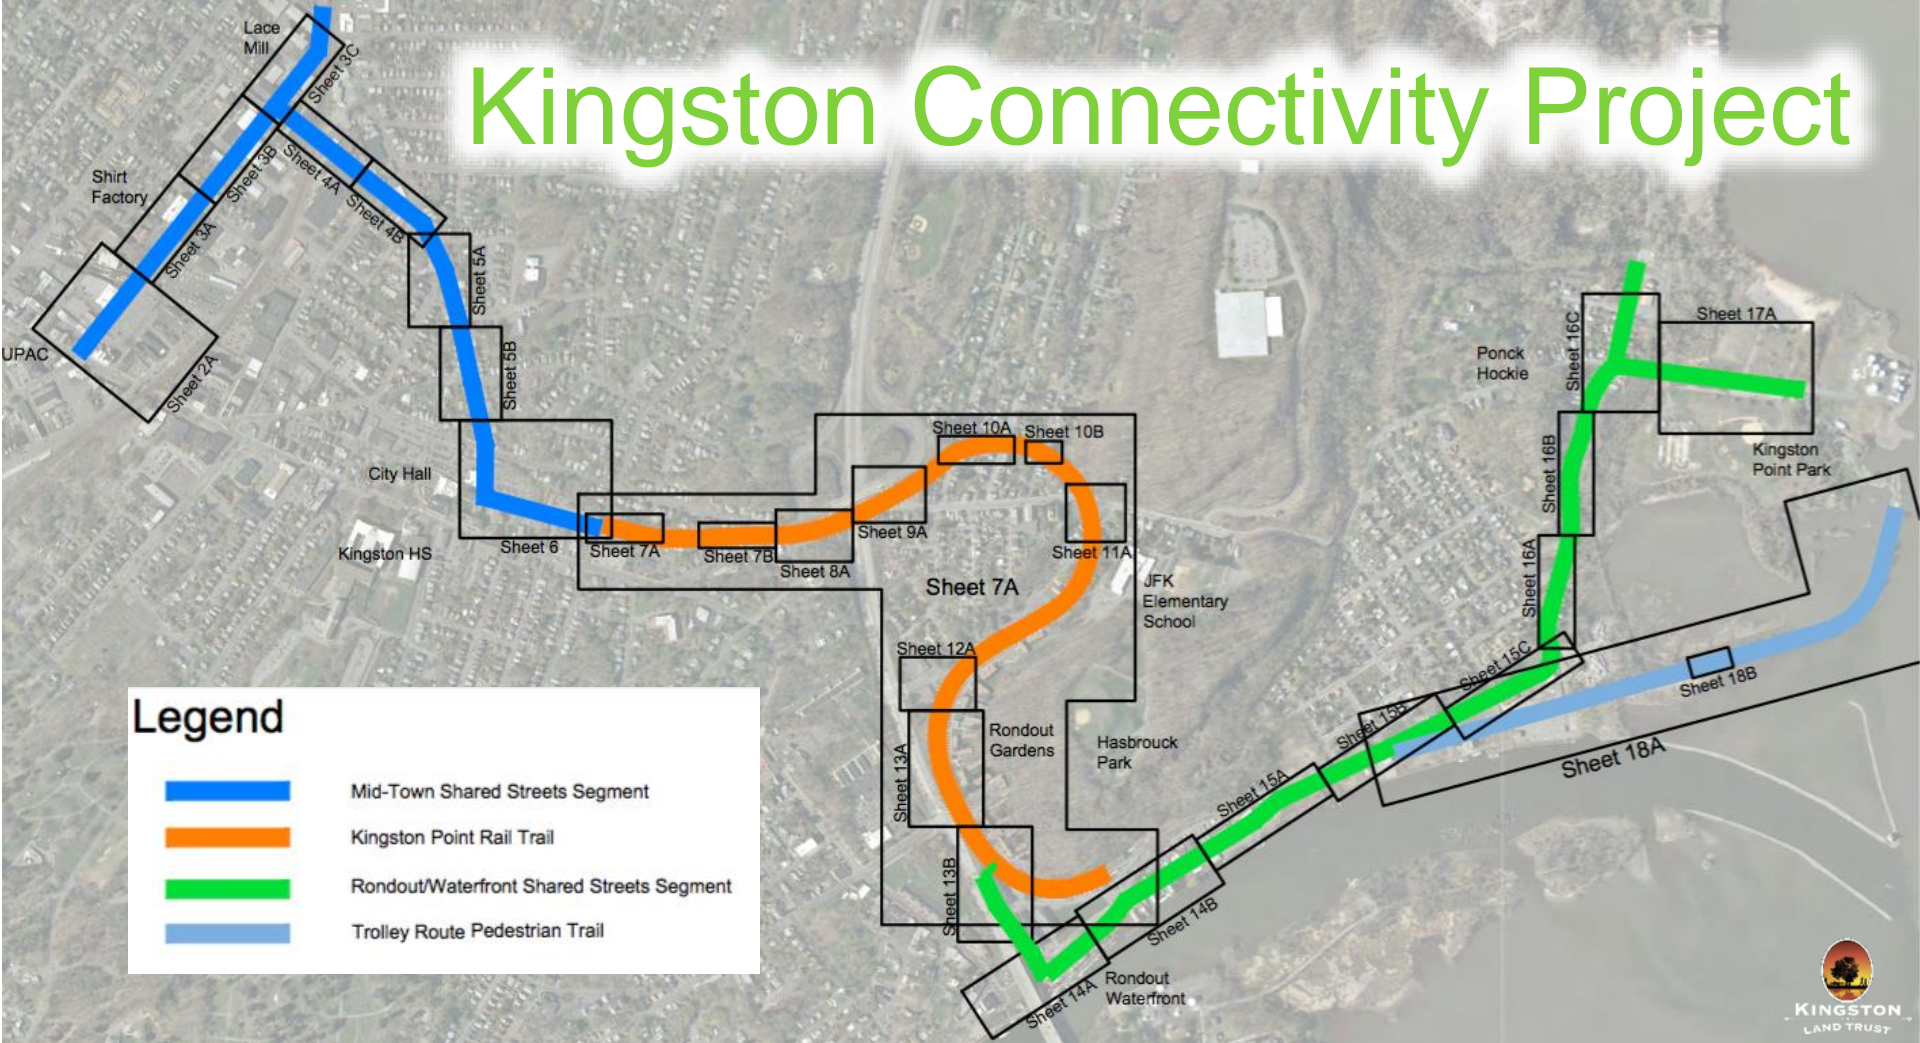 Kingston Connectivity Project
Lace
Mill
Sheet 3C
Shirt
Factory
Sheet 3B
Sheet 3A
Sheet 4A
Sheet 4B
UPAC
Sheet 2A
Sheet 5A
Sheet 5B
City Hall
Kingston HS
Sheet 6
Sheet 7A
Sheet 7B
Sheet 8A
Sheet 9A
Sheet 10A
Sheet 10B
Sheet 11A
Sheet 7A
JFK
Elementary
School
Sheet 12A
Sheet 13A
Rondout
Gardens
Hasbrouck
Park
Sheet 13B
Sheet 14A
Rondout
Waterfront
Sheet 14B
Sheet 15A
Sheet 15B
Sheet 15C
Sheet 16A
Sheet 16B
Sheet 16C
Ponck
Hockie
Sheet 17A
Kingston
Point Park
Sheet 18B
Sheet 18A
Legend
Mid-Town Shared Streets Segment
Kingston Point Rail Trail
Rondout/Waterfront Shared Streets Segment
Trolley Route Pedestrian Trail
KINGSTON
LAND TRUST